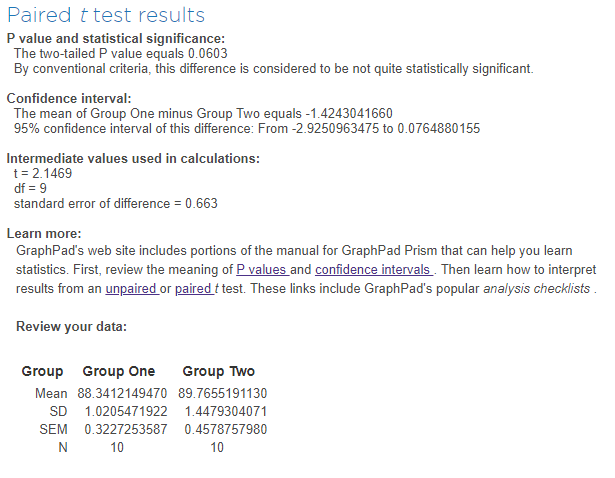 Paired t test results
P value and statistical significance:
The two-tailed P value equals 0.0603
By conventional criteria, this difference is considered to be not quite statistically significant.
Confidence interval:
The mean of Group One minus Group Two equals -1.4243041660
95% confidence interval of this difference: From -2.9250963475 to 0.0764880155
Intermediate values used in calculations:
t = 2.1469
df = 9
standard error of difference = 0.663
Learn more:
GraphPad's web site includes portions of the manual for GraphPad Prism that can help you learn
statistics. First, review the meaning of P values and confidence intervals . Then learn how to interpret
results from an unpaired or paired t test. These links include GraphPad's popular analysis checklists .
Review your data:
Group Group One Group Two
Mean 88.3412149470 89.7655191130
SD 1.0205471922 1.4479304071
SEM 0.3227253587 0.4578757980
N 10 10